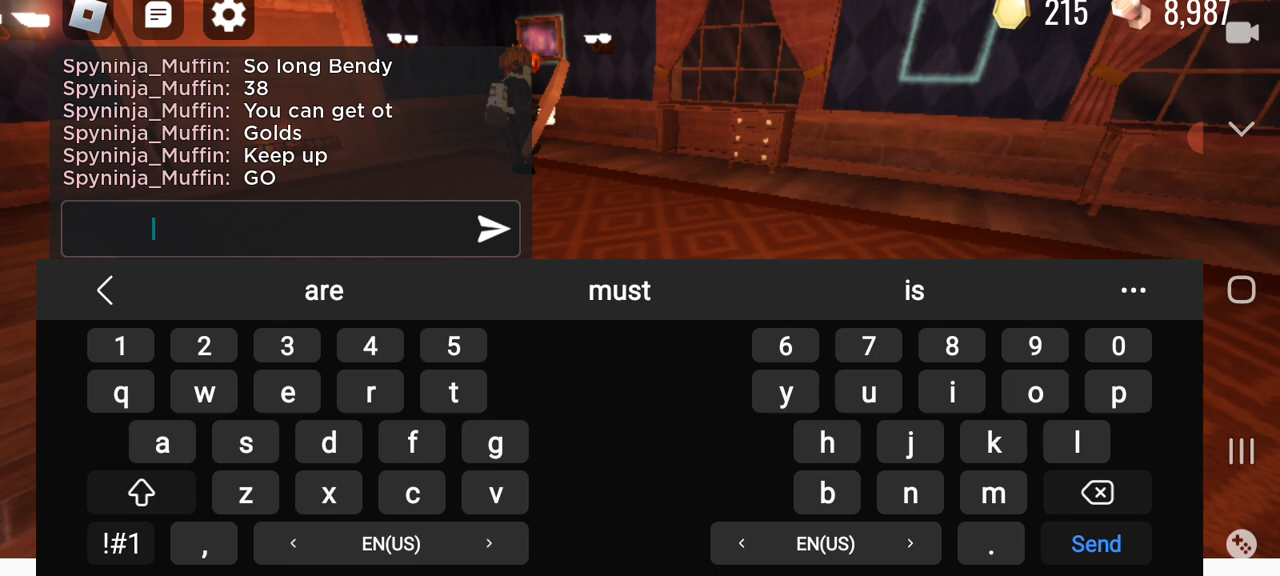 215
8,987
Spyninja_Muffin: So long Bendy
Spyninja_Muffin: 38
Spyninja_Muffin: You can get ot
Spyninja_Muffin: Golds
Spyninja_Muffin: Keep up
Spyninja_Muffin: GO
are must is ...
1 2 3 4 5 6 7 8 9 0
q w e r t y u i o p
a s d f g h j k l
z x c v b n m
!#1 , < EN(US) > < EN(US) > . Send